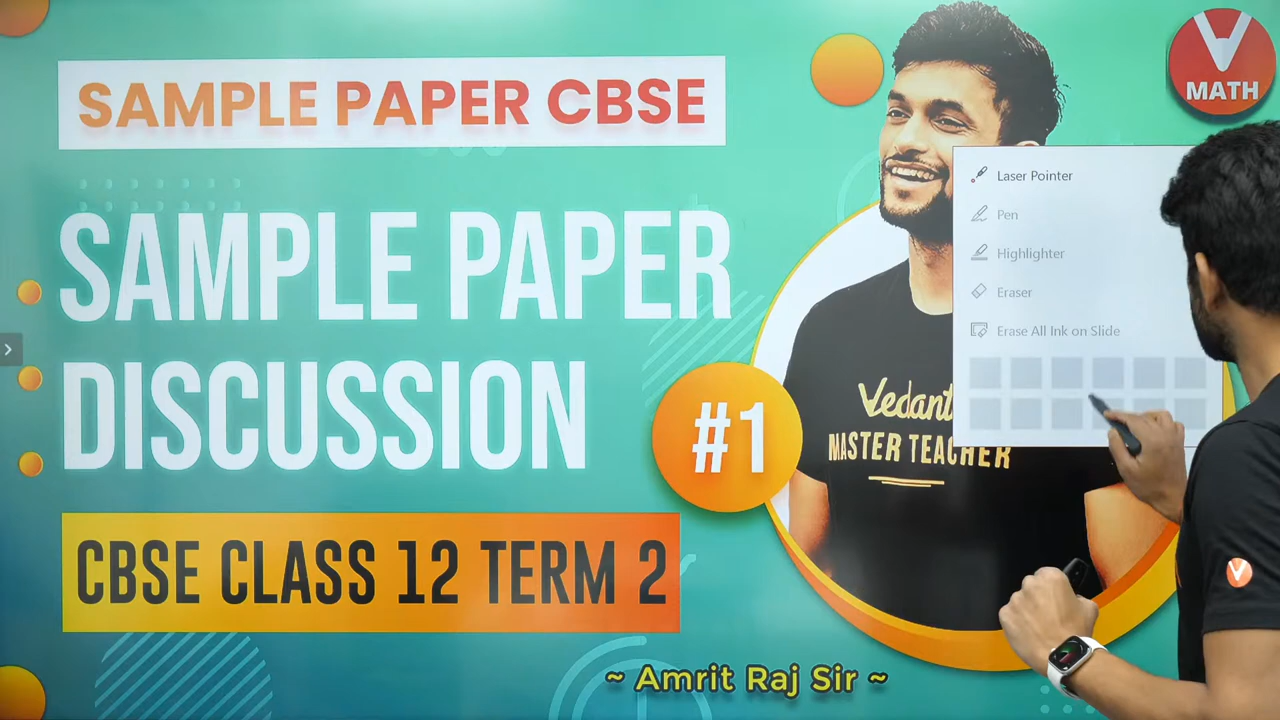 SAMPLE PAPER CBSE
MATH
SAMPLE PAPER
DISCUSSION
#1
CBSE CLASS 12 TERM 2
~ Amrit Raj Sir ~
Laser Pointer
Pen
Highlighter
Eraser
Erase All Ink on Slide
MASTER TEACHER